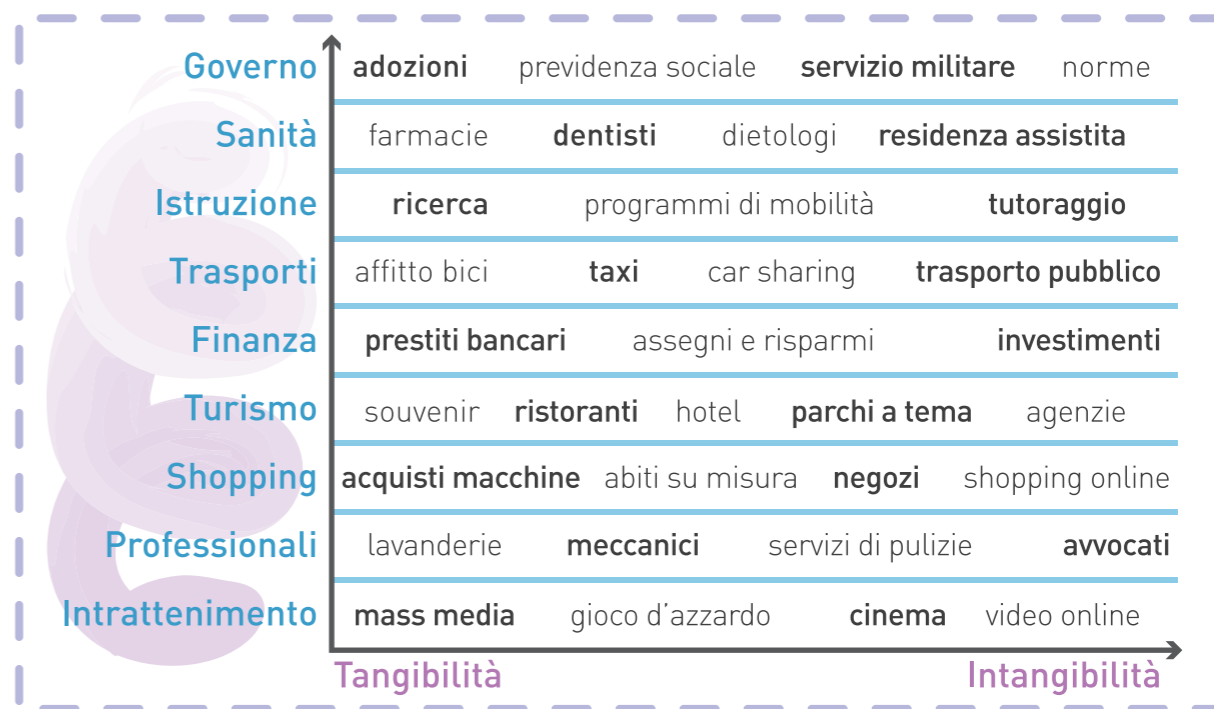 Governo adozioni previdenza sociale servizio militare norme
Sanità farmacie dentisti dietologi residenza assistita
Istruzione ricerca programmi di mobilità tutoraggio
Trasporti affitto bici taxi car sharing trasporto pubblico
Finanza prestiti bancari assegni e risparmi investimenti
Turismo souvenir ristoranti hotel parchi a tema agenzie
Shopping acquisti macchine abiti su misura negozi shopping online
Professionali lavanderie meccanici servizi di pulizie avvocati
Intrattenimento mass media gioco d'azzardo cinema video online
Tangibilità Intangibilità